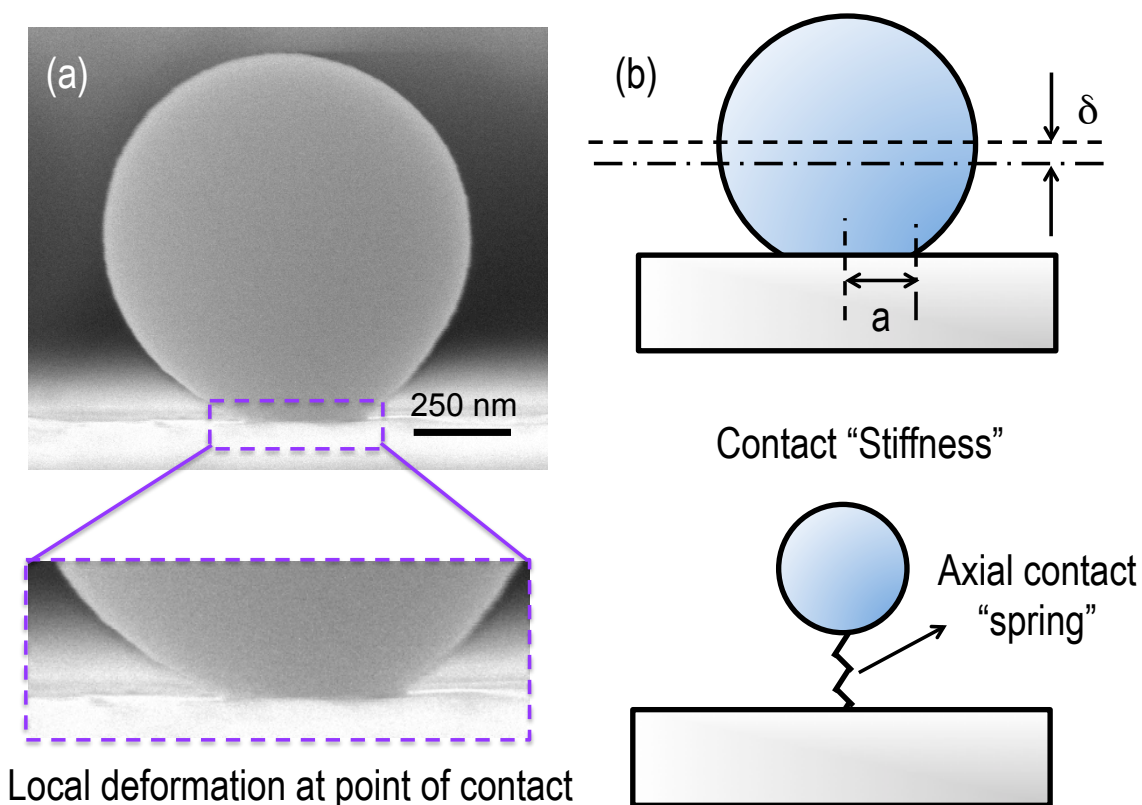 (a)
250 nm
Local deformation at point of contact
(b)
δ
a
Contact “Stiffness”
Axial contact
“spring”